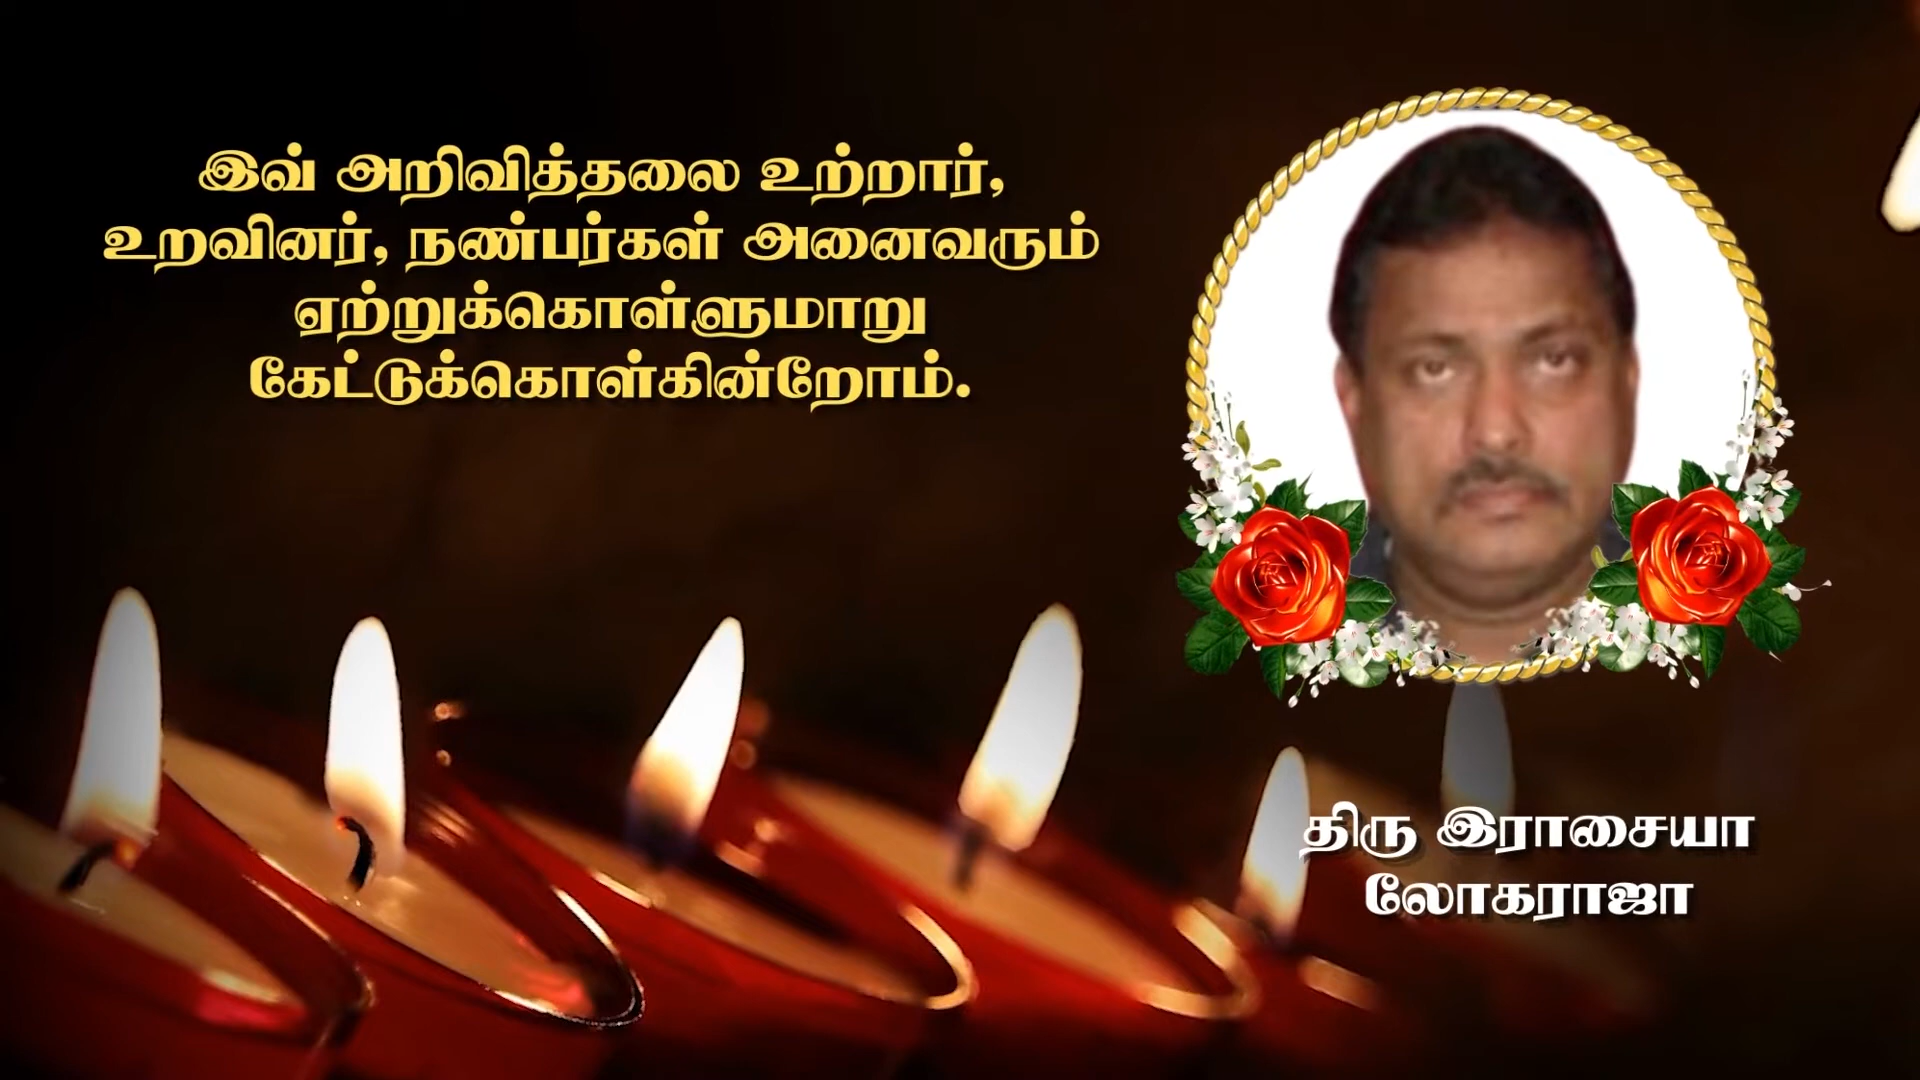 இவ் அறிவித்தலை உற்றார்,
உறவினர், நண்பர்கள் அனைவரும்
ஏற்றுக்கொள்ளுமாறு
கேட்டுக்கொள்கின்றோம்.
திரு இராசையா
லோகராஜா